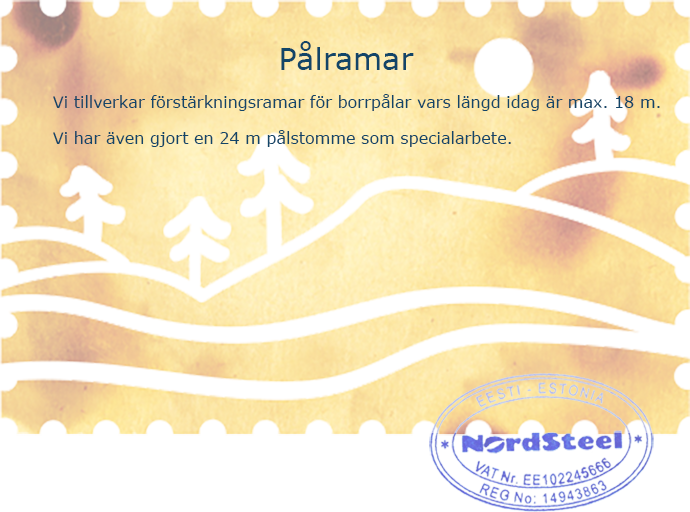 Pålramar
Vi tillverkar förstärkningsramar för borrpålar vars längd idag är max. 18 m.
Vi har även gjort en 24 m pålstomme som specialarbete.
EESTI - ESTONIA
* NordSteel *
VAT Nr. EE102245666
REG No: 14943863